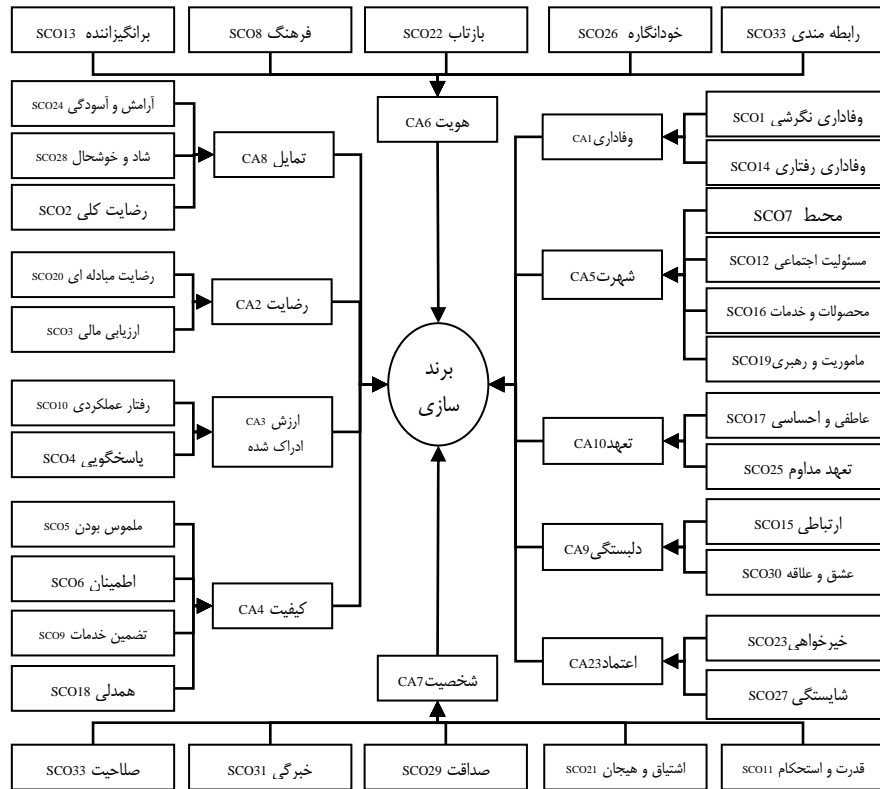 رابطه مندی SCO33
خودانگاره SCO26
بازتاب SCO22
فرهنگ SCO8
برانگیزاننده SCO13
هویت CA6
وفاداری CA1
وفاداری نگرشی SCO1
وفاداری رفتاری SCO14
شهرت CA5
محیط SCO7
مسئولیت اجتماعی SCO12
محصولات و خدمات SCO16
ماموریت و رهبری SCO19
تعهد CA10
عاطفی و احساسی SCO17
تعهد مداوم SCO25
دلبستگی CA9
ارتباطی SCO15
عشق و علاقه SCO30
اعتماد CA23
خیرخواهی SCO23
شایستگی SCO27
برند
سازی
تمایل CA8
آرامش و آسودگی SCO24
شاد و خوشحال SCO28
رضایت کلی SCO2
رضایت CA2
رضایت مبادله ای SCO20
ارزیابی مالی SCO3
ارزش CA3
ادراک شده
رفتار عملکردی SCO10
پاسخگویی SCO4
کیفیت CA4
ملموس بودن SCO5
اطمینان SCO6
تضمین خدمات SCO9
همدلی SCO18
شخصیت CA7
قدرت و استحکام SCO11
اشتیاق و هیجان SCO21
صداقت SCO29
خبرگی SCO31
صلاحیت SCO33